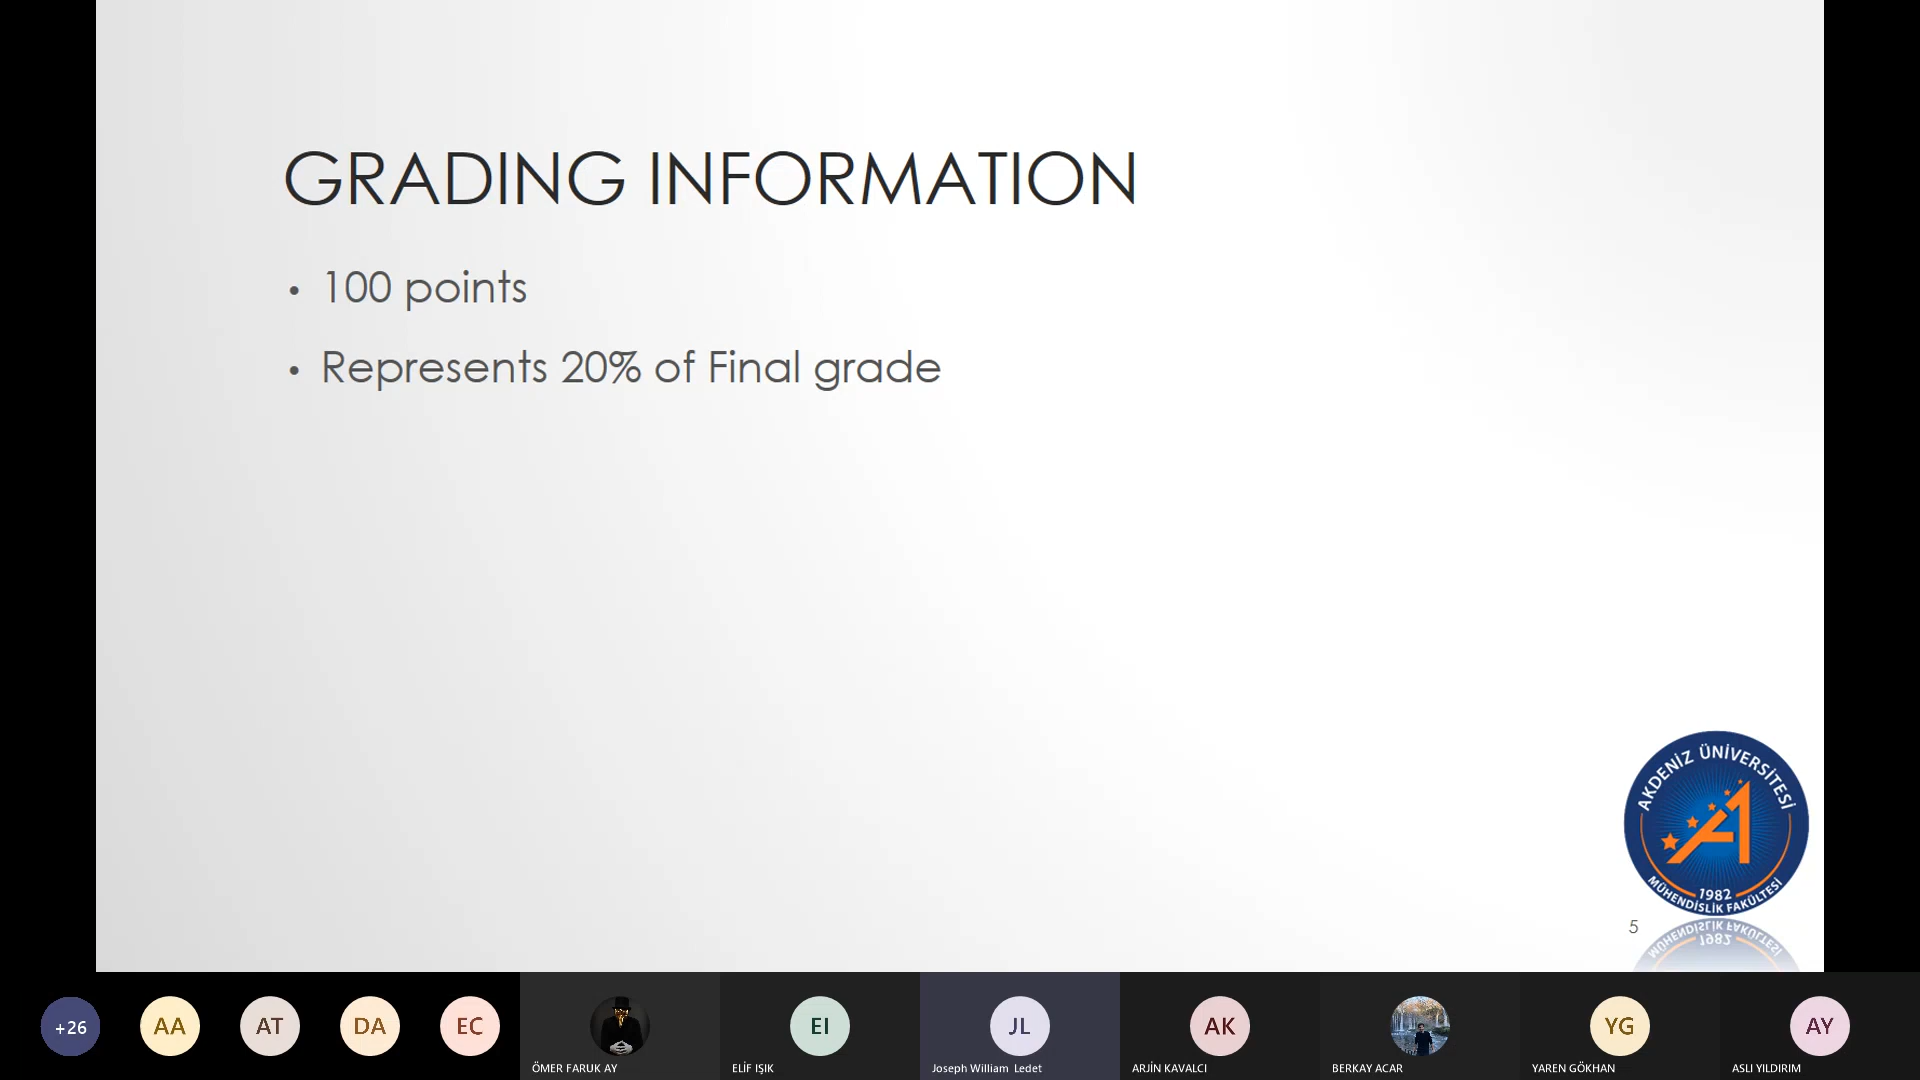 GRADING INFORMATION
• 100 points
• Represents 20% of Final grade
AKDENİZ ÜNİVERSİTESİ
1982
MÜHENDİSLİK FAKÜLTESİ
5
+26
AA
AT
DA
EC
EI
JL
AK
YG
AY
ÖMER FARUK AY
ELİF IŞIK
Joseph William Ledet
ARJİN KAVALCI
BERKAY ACAR
YAREN GÖKHAN
ASLI YILDIRIM